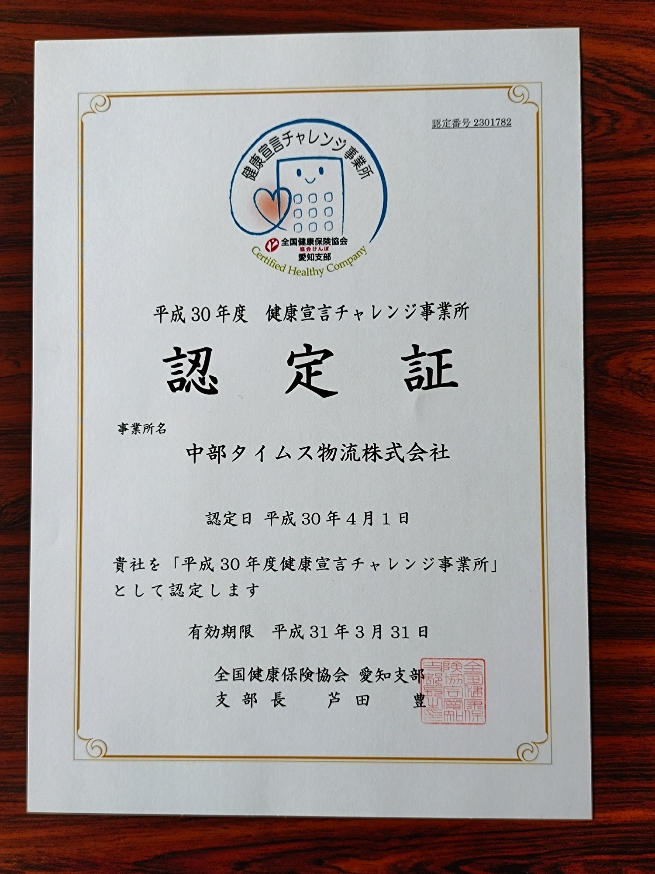 認定番号 2301782
健康宣言チャレンジ事業所
全国健康保険協会
協会けんぽ
愛知支部
Certified Healthy Company
平成30年度 健康宣言チャレンジ事業所
認定証
事業所名
中部タイムス物流株式会社
認定日 平成30年4月1日
貴社を「平成30年度健康宣言チャレンジ事業所」
として認定します
有効期限 平成31年3月31日
全国健康保険協会 愛知支部
支部長 芦田 豊